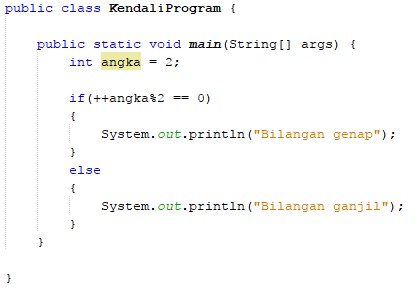 public class KendaliProgram {
public static void main(String[] args) {
int angka = 2;
if(++angka%2 == 0)
{
System.out.println("Bilangan genap");
}
else
{
System.out.println("Bilangan ganjil");
}
}
}